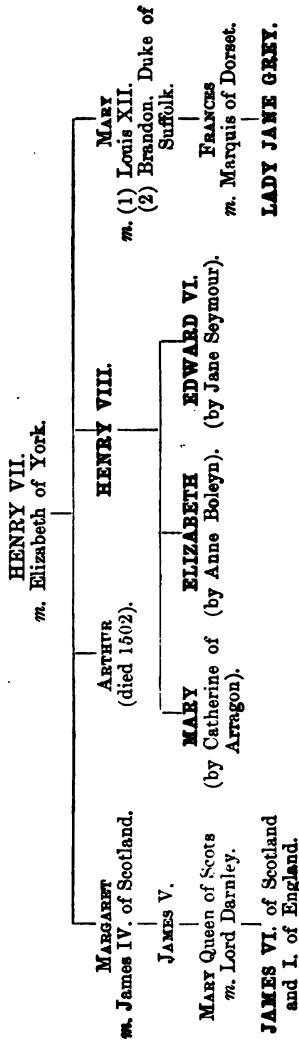 HENRY VII.
m. Elizabeth of York.
MARGARET
m. James IV. of Scotland.
JAMES V.
MARY Queen of Scots
m. Lord Darnley.
JAMES VI. of Scotland
and I. of England.
ARTHUR
(died 1502).
HENRY VIII.
MARY
(by Catherine of
Arragon).
ELIZABETH
(by Anne Boleyn).
EDWARD VI.
(by Jane Seymour).
MARY
m. (1) Louis XII.
(2) Brandon, Duke of
Suffolk.
FRANCES
m. Marquis of Dorset.
LADY JANE GREY.